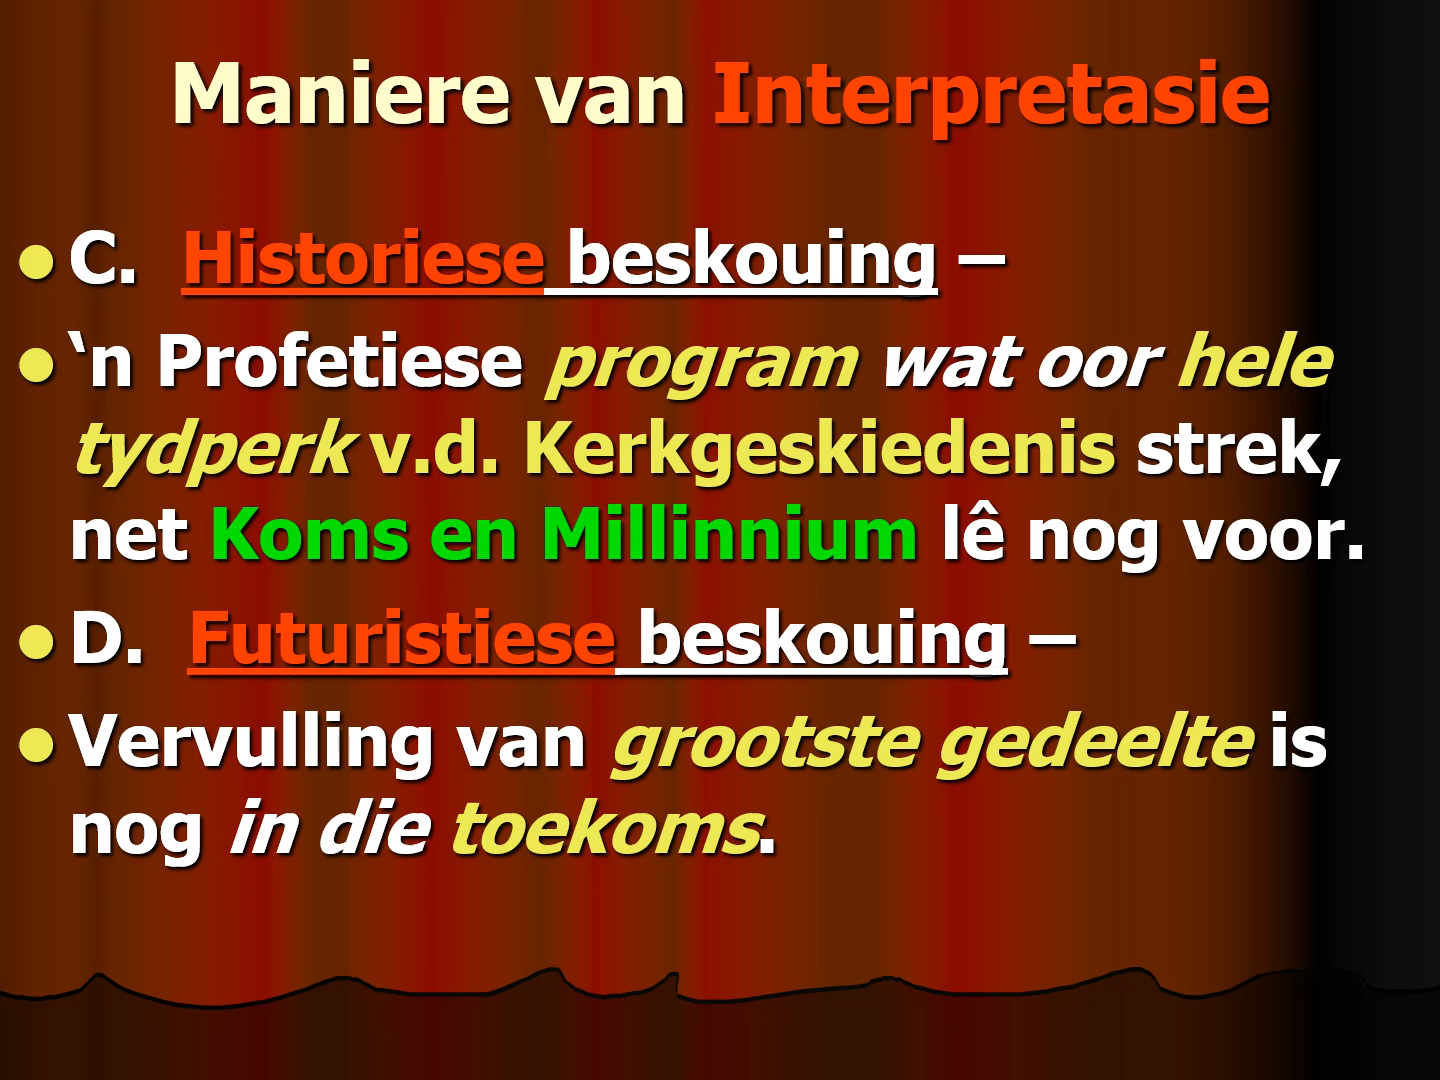 Maniere van Interpretasie
C. Historiese beskouing –
‘n Profetiese program wat oor hele
tydperk v.d. Kerkgeskiedenis strek,
net Koms en Millinnium lê nog voor.
D. Futuristiese beskouing –
Vervulling van grootste gedeelte is
nog in die toekoms.